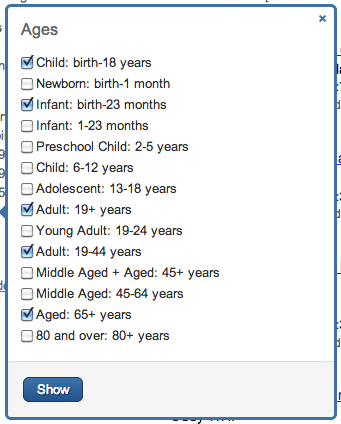 Ages
Child: birth-18 years
Newborn: birth-1 month
Infant: birth-23 months
Infant: 1-23 months
Preschool Child: 2-5 years
Child: 6-12 years
Adolescent: 13-18 years
Adult: 19+ years
Young Adult: 19-24 years
Adult: 19-44 years
Middle Aged + Aged: 45+ years
Middle Aged: 45-64 years
Aged: 65+ years
80 and over: 80+ years
Show